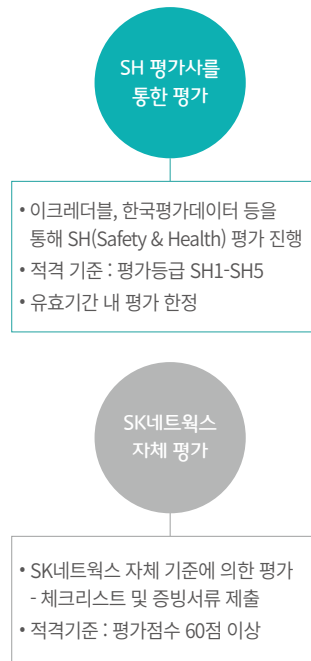 SH 평가사를
통한 평가
• 이크레더블, 한국평가데이터 등을
통해 SH(Safety & Health) 평가 진행
• 적격 기준 : 평가등급 SH1-SH5
• 유효기간 내 평가 한정
SK네트웍스
자체 평가
• SK네트웍스 자체 기준에 의한 평가
- 체크리스트 및 증빙서류 제출
• 적격기준 : 평가점수 60점 이상